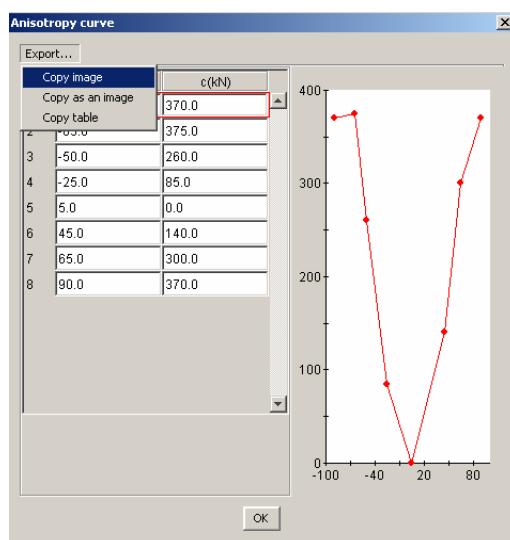 Anisotropy curve x
Export...
Copy image c(kN)
Copy as an image 370.0
Copy table
2 -65.0 375.0
3 -50.0 260.0
4 -25.0 85.0
5 5.0 0.0
6 45.0 140.0
7 65.0 300.0
8 90.0 370.0
400
300
200
100
0
-100 -40 20 80
OK